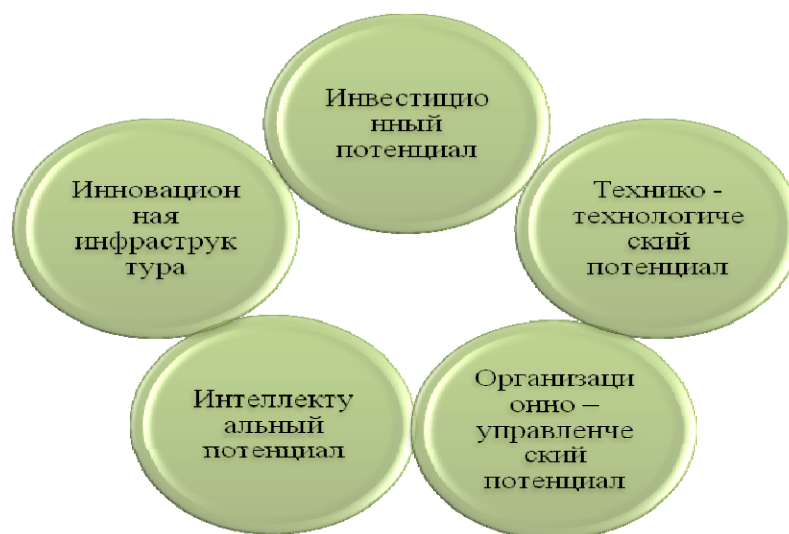 Инвестицио
нный
потенциал
Инновацион
ная
инфраструк
тура
Технико -
технологиче
ский
потенциал
Интеллекту
альный
потенциал
Организаци
онно –
управленче
ский
потенциал